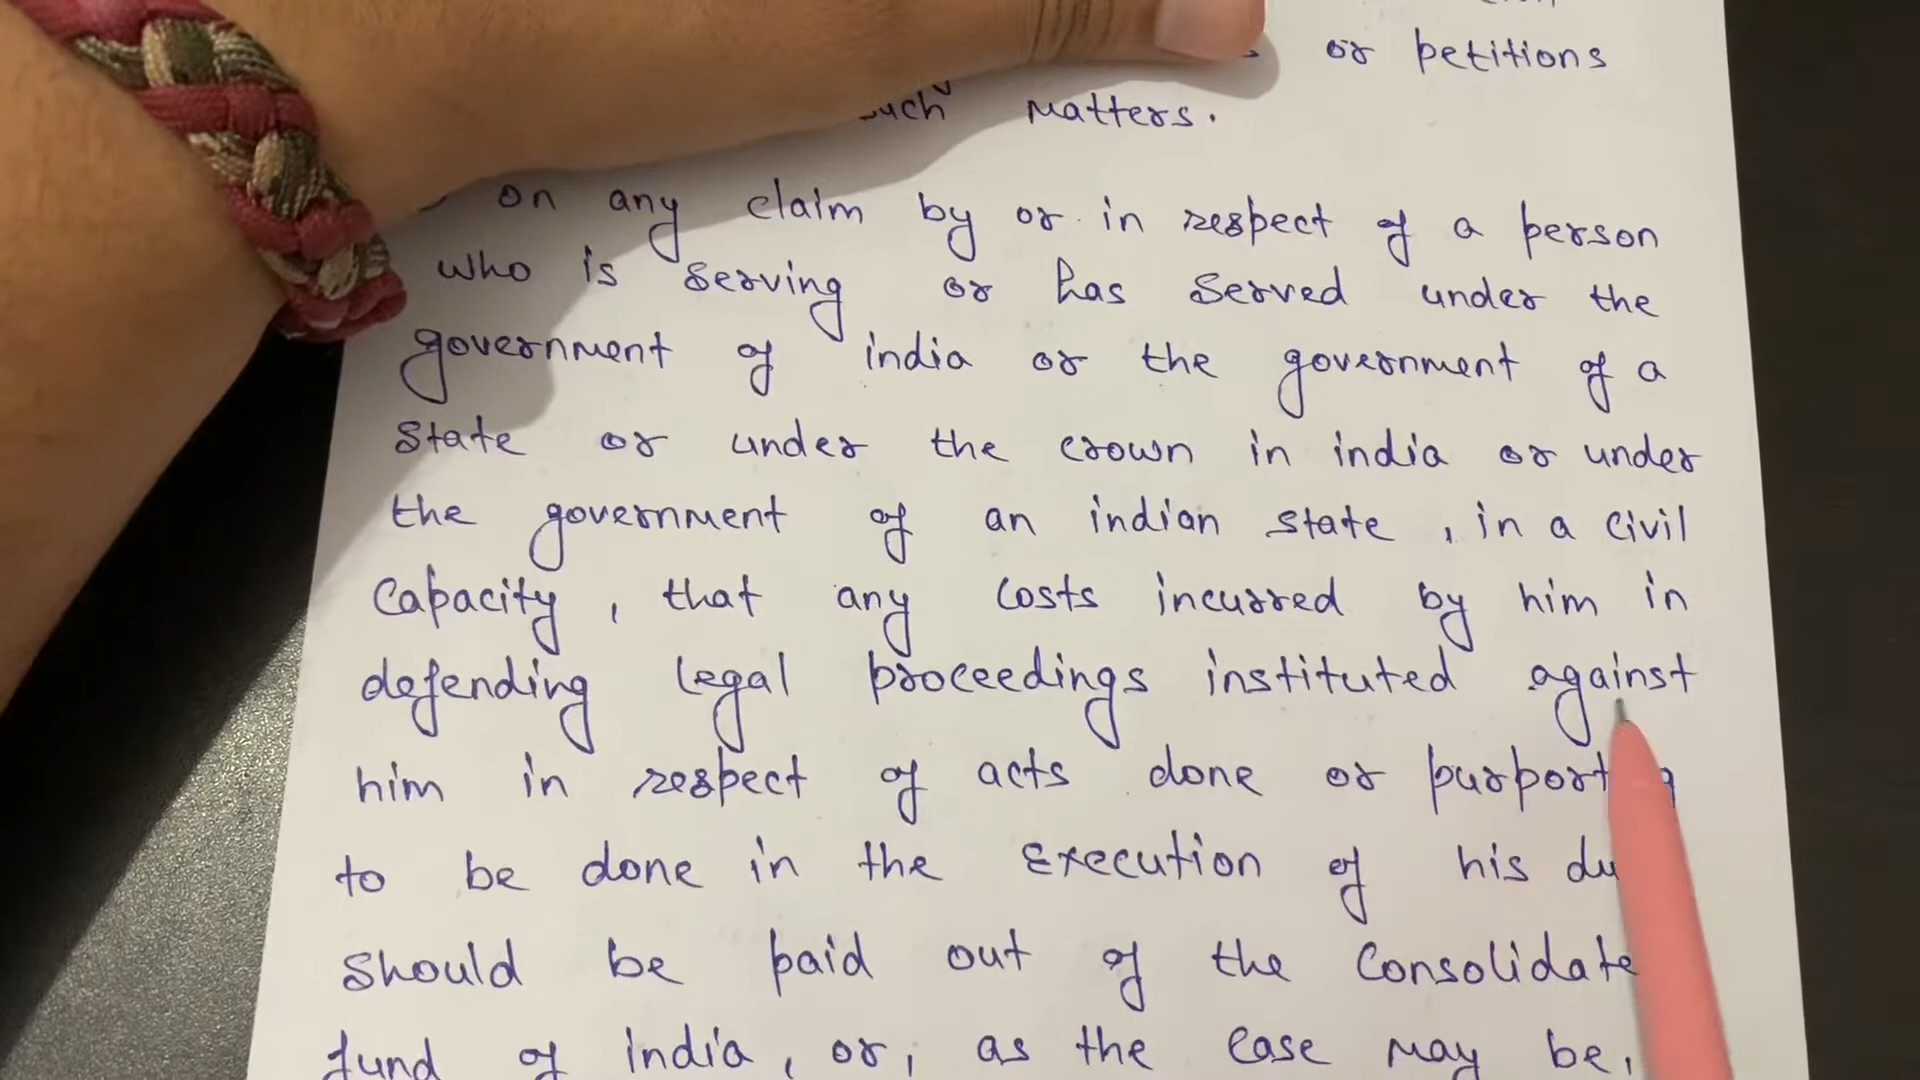 or petitions
matters.
on any claim by or in respect of a person
who is serving or has served under the
government of india or the government of a
state or under the crown in india or under
the government of an indian state, in a civil
capacity, that any costs incurred by him in
defending legal proceedings instituted against
him in respect of acts done or
to be done in the Execution of his
should be paid out of the Consolidate
fund of india, or, as the case may be,